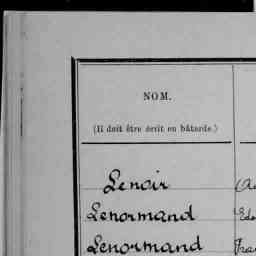 NOM.
(Il doit être écrit en bâtarde.)
Lenoir
Lenormand
Lenormand